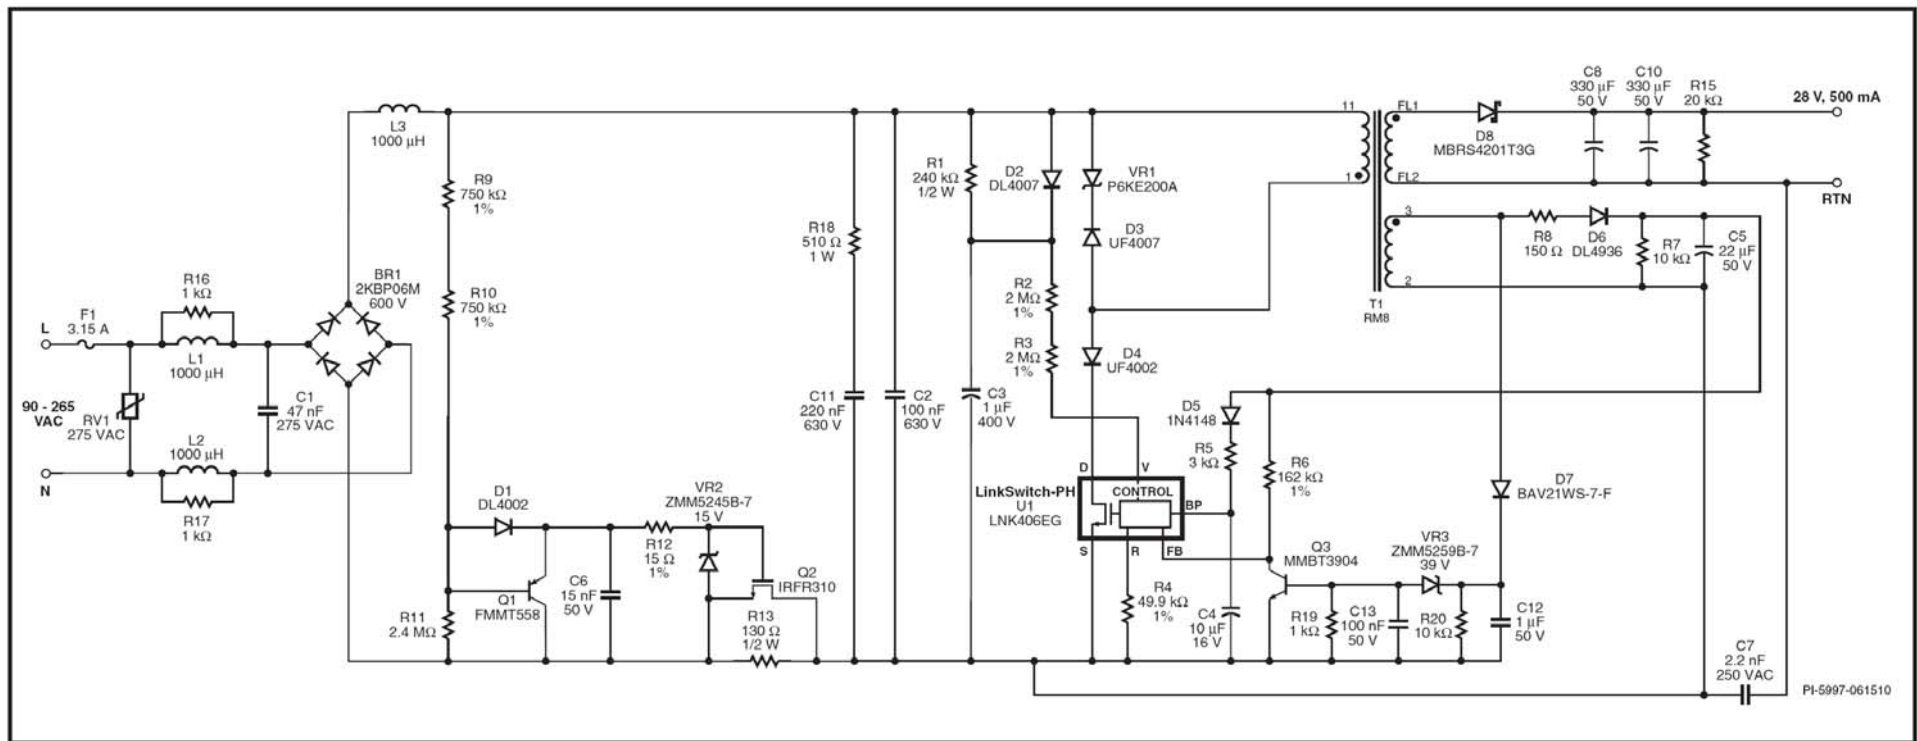 C8
330 µF
50 V
C10
330 µF
50 V
R15
20 kΩ
28 V, 500 mA
L3
1000 µH
11
FL1
D8
MBRS4201T3G
R1
240 kΩ
1/2 W
D2
DL4007
VR1
P6KE200A
1
FL2
RTN
R9
750 kΩ
1%
R18
510 Ω
1 W
D3
UF4007
3
R8
150 Ω
D6
DL4936
R7
10 kΩ
C5
22 µF
50 V
2
T1
RM8
R16
1 kΩ
BR1
2KBP06M
600 V
R10
750 kΩ
1%
R2
2 MΩ
1%
F1
3.15 A
L
L1
1000 µH
R3
2 MΩ
1%
D4
UF4002
90 - 265
VAC
RV1
275 VAC
C1
47 nF
275 VAC
C11
220 nF
630 V
C2
100 nF
630 V
C3
1 µF
400 V
D5
1N4148
L2
1000 µH
N
R17
1 kΩ
R5
3 kΩ
R6
162 kΩ
1%
D7
BAV21WS-7-F
D
V
LinkSwitch-PH
U1
LNK406EG
CONTROL
BP
S
R
FB
D1
DL4002
VR2
ZMM5245B-7
15 V
R12
15 Ω
1%
Q3
MMBT3904
VR3
ZMM5259B-7
39 V
Q1
FMMT558
C6
15 nF
50 V
Q2
IRFR310
R11
2.4 MΩ
R13
130 Ω
1/2 W
R4
49.9 kΩ
1%
C4
10 µF
16 V
R19
1 kΩ
C13
100 nF
50 V
R20
10 kΩ
C12
1 µF
50 V
C7
2.2 nF
250 VAC
PI-5997-061510